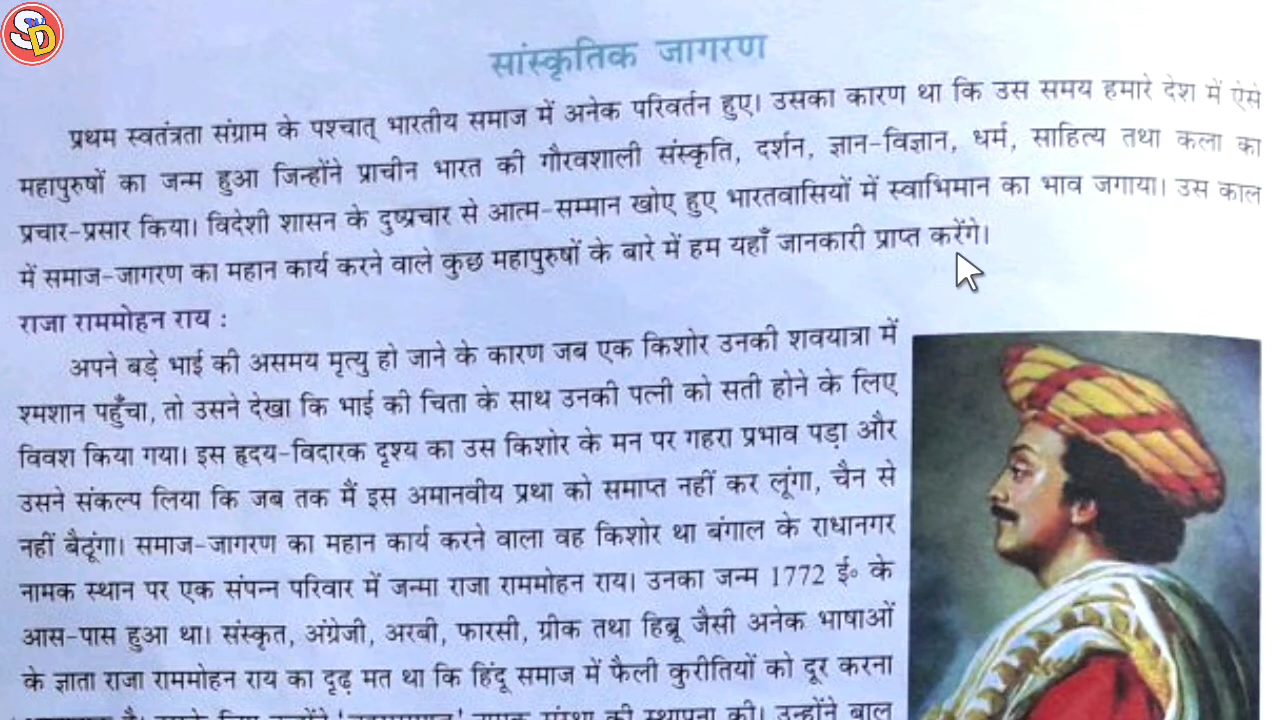 SD
सांस्कृतिक जागरण
प्रथम स्वतंत्रता संग्राम के पश्चात् भारतीय समाज में अनेक परिवर्तन हुए। उसका कारण था कि उस समय हमारे देश में ऐसे
महापुरुषों का जन्म हुआ जिन्होंने प्राचीन भारत की गौरवशाली संस्कृति, दर्शन, ज्ञान-विज्ञान, धर्म, साहित्य तथा कला का
प्रचार-प्रसार किया। विदेशी शासन के दुष्प्रचार से आत्म-सम्मान खोए हुए भारतवासियों में स्वाभिमान का भाव जगाया। उस काल
में समाज-जागरण का महान कार्य करने वाले कुछ महापुरुषों के बारे में हम यहाँ जानकारी प्राप्त करेंगे।
राजा राममोहन राय :
अपने बड़े भाई की असमय मृत्यु हो जाने के कारण जब एक किशोर उनकी शवयात्रा में
श्मशान पहुँचा, तो उसने देखा कि भाई की चिता के साथ उनकी पत्नी को सती होने के लिए
विवश किया गया। इस हृदय-विदारक दृश्य का उस किशोर के मन पर गहरा प्रभाव पड़ा और
उसने संकल्प लिया कि जब तक मैं इस अमानवीय प्रथा को समाप्त नहीं कर लूंगा, चैन से
नहीं बैठूंगा। समाज-जागरण का महान कार्य करने वाला वह किशोर था बंगाल के राधानगर
नामक स्थान पर एक संपन्न परिवार में जन्मा राजा राममोहन राय। उनका जन्म 1772 ई॰ के
आस-पास हुआ था। संस्कृत, अंग्रेजी, अरबी, फारसी, ग्रीक तथा हिब्रू जैसी अनेक भाषाओं
के ज्ञाता राजा राममोहन राय का दृढ़ मत था कि हिंदू समाज में फैली कुरीतियों को दूर करना
नामक संस्था की स्थापना की। उन्होंने बाल